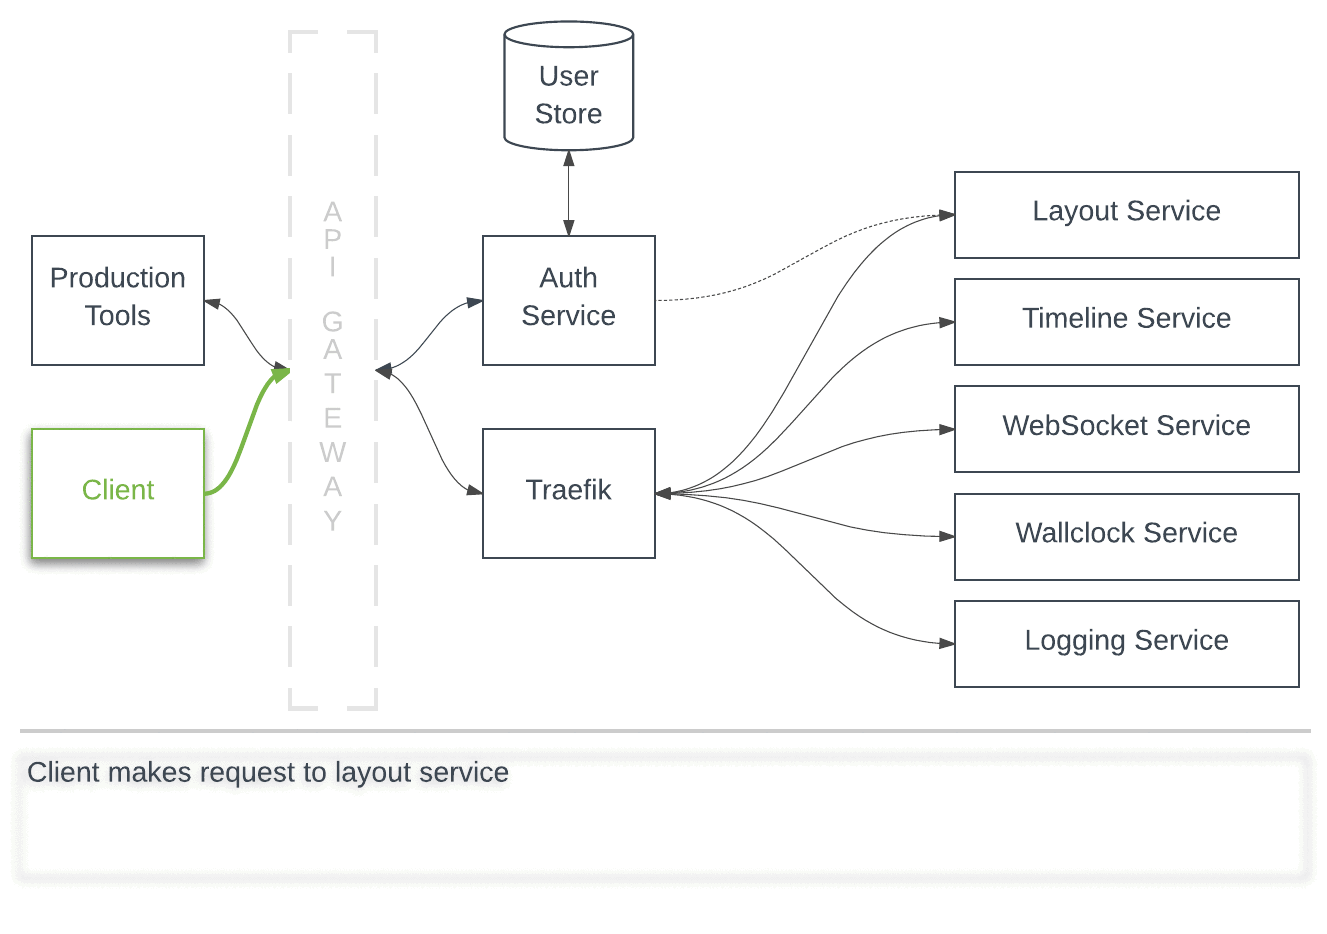 User
Store
Production
Tools
Client
API GATEWAY
Auth
Service
Traefik
Layout Service
Timeline Service
WebSocket Service
Wallclock Service
Logging Service
Client makes request to layout service